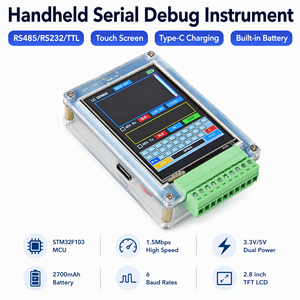 Handheld Serial Debug Instrument
RS485/RS232/TTL
Touch Screen
Type-C Charging
Built-in Battery
STM32F103
MCU
1.5Mbps
High Speed
3.3V/5V
Dual Power
2700mAh
Battery
6
Baud Rates
2.8 inch
TFT LCD